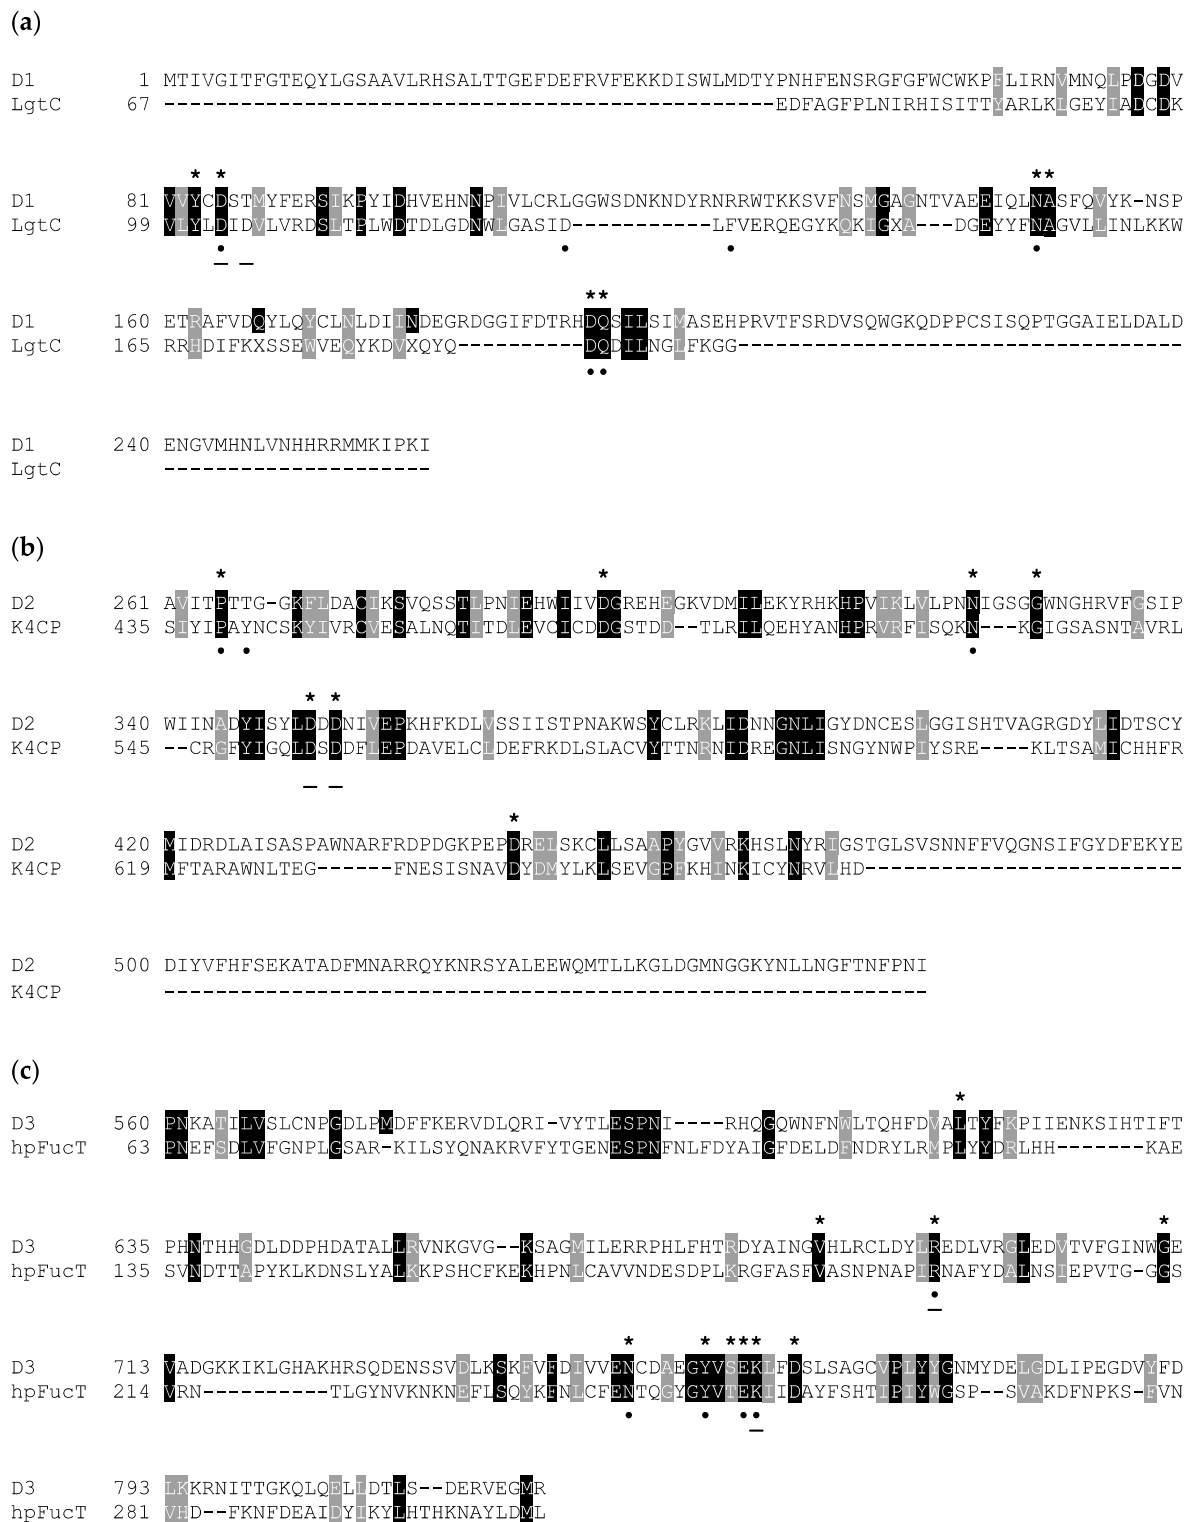 (a)
D1 1 MTIVGITFGTEQYLGSAAVLRHSALTTGEFDEFRVFEKKDISWLMDTYPNHFENSRGFGFWCWKPFLIRNVMNQLPDGDV
LgtC 67 ------------------------------------------------EDFAGFPLNIRHISITTYARLKLGEYIADCDK
* * **
D1 81 VVYCDSTMYFERSIKPYIDHVEHNNPIVLCRLGGWSDNKNDYRNRRWTKKSVFNSMGAGNTVAEEIQLNASFQVYK-NSP
LgtC 99 VLYLDIDVLVRDSLTPLWDTDLGDNWLGASID-----------LFVERQEGYKQKIGXA---DGEYYFNAGVLLINLKKW
• • • •
_ _
**
D1 160 ETRAFVDQYLQYCLNLDIINDEGRDGGIFDTRHDQSILSIMASEHPRVTFSRDVSQWGKQDPPCSISQPTGGAIELDALD
LgtC 165 RRHDIFKXSSEWVEQYKDVXQYQ----------DQDILNGLFKGG-----------------------------------
••
D1 240 ENGVMHNLVNHHRRMMKIPKI
LgtC ---------------------
(b)
* * * *
D2 261 AVITPTTG-GKFLDACIKSVQSSTLPNIEHWIIVDGREHEGKVDMILEKYRHKHPVIKLVLPNNIGSGGWNGHRVFGSIP
K4CP 435 SIYIPAYNCSKYIVRCVESALNQTITDLEVCICDDGSTDD--TLRILQEHYANHPRVRFISQKN---KGIGSASNTAVRL
• • •
* *
D2 340 WIINADYISYLDDDNIVEPKHFKDLVSSIISTPNAKWSYCLRKLIDNNGNLIGYDNCESLGGISHTVAGRGDYLIDTSCY
K4CP 545 --CRGFYIGQLDSDDFLEPDAVELCLDEFRKDLSLACVYTTNRNIDREGNLISNGYNWPIYSRE----KLTSAMICHHFR
_ _
*
D2 420 MIDRDLAISASPAWNARFRDPDGKPEPDRELSKCLLSAAPYGVVRKHSLNYRIGSTGLSVSNNFFVQGNSIFGYDFEKYE
K4CP 619 MFTARAWNLTEG------FNESISNAVDYDMYLKLSEVGPFKHINKICYNRVLHD-------------------------
D2 500 DIYVFHFSEKATADFMNARRQYKNRSYALEEWQMTLLKGLDGMNGGKYNLLNGFTNFPNI
K4CP ------------------------------------------------------------
(c)
*
D3 560 PNKATILVSLCNPGDLPMDFFKERVDLQRI-VYTLESPNI----RHQGQWNFNWLTQHFDVALTYFKPIIENKSIHTIFT
hpFucT 63 PNEFSDLVFGNPLGSAR-KILSYQNAKRVFYTGENESPNFNLFDYAIGFDELDFNDRYLRMPLYYDRLHH-------KAE
* * *
D3 635 PHNTHHGDLDDPHDATALLRVNKGVG--KSAGMILERRPHLFHTRDYAINGVHLRCLDYLREDLVRGLEDVTVFGINWGE
hpFucT 135 SVNDTTAPYKLKDNSLYALKKPSHCFKEKHPNLCAVVNDESDPLKRGFASFVASNPNAPIRNAFYDALNSIEPVTG-GGS
•
_
* * *** *
D3 713 VADGKKIKLGHAKHRSQDENSSVDLKSKFVFDIVVENCDAEGYVSEKLFDSLSAGCVPLYYGNMYDELGDLIPEGDVYFD
hpFucT 214 VRN----------TLGYNVKNKNEFLSQYKFNLCFENTQGYGYVTEKIIDAYFSHTIPIYWGSP--SVAKDFNPKS-FVN
• • ••
_
D3 793 LKKRNITTGKQLQELLDTLS--DERVEGMR
hpFucT 281 VHD--FKNFDEAIDYIKYLHTHKNAYLDML